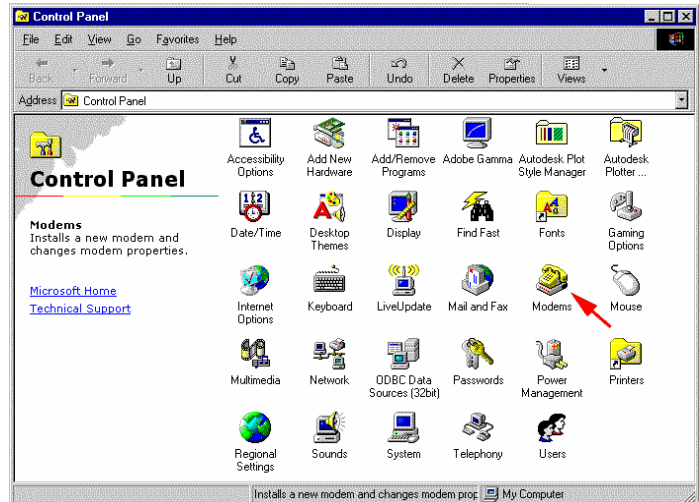 Control Panel
File Edit View Go Favorites Help
Back Forward Up Cut Copy Paste Undo Delete Properties Views
Address Control Panel
Control Panel
Modems
Installs a new modem and
changes modem properties.
Microsoft Home
Technical Support
Accessibility Options
Add New Hardware
Add/Remove Programs
Adobe Gamma
Autodesk Plot Style Manager
Autodesk Plotter ...
Date/Time
Desktop Themes
Display
Find Fast
Fonts
Gaming Options
Internet Options
Keyboard
LiveUpdate
Mail and Fax
Modems
Mouse
Multimedia
Network
ODBC Data Sources (32bit)
Passwords
Power Management
Printers
Regional Settings
Sounds
System
Telephony
Users
Installs a new modem and changes modem prop My Computer